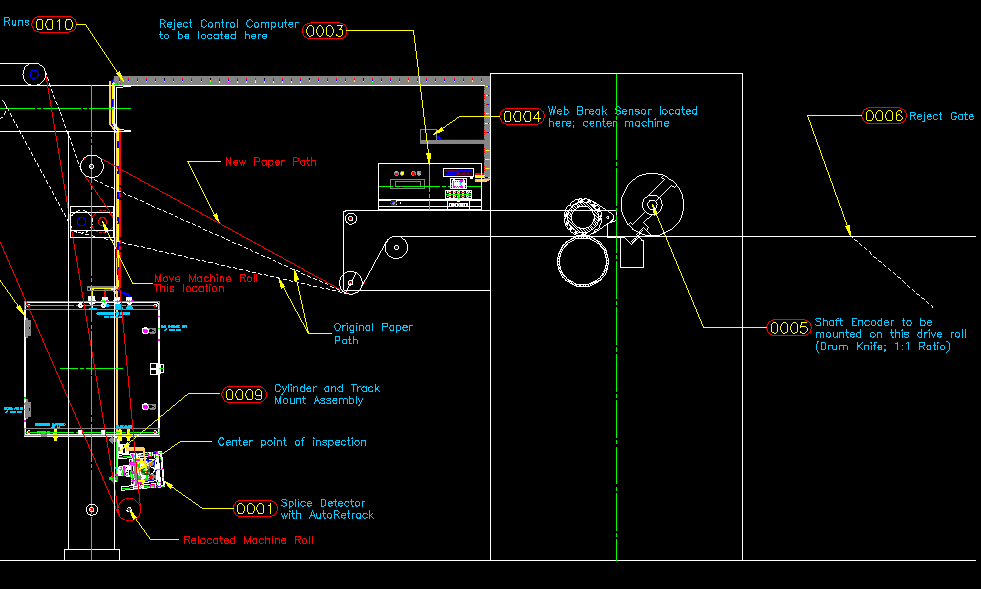 Runs 0010
Reject Control Computer
to be located here
0003
0004
Web Break Sensor located
here; center machine
0006 Reject Gate
New Paper Path
Move Machine Roll
This location
Original Paper
Path
0005
Shaft Encoder to be
mounted on this drive roll
(Drum Knife; 1:1 Ratio)
0009
Cylinder and Track
Mount Assembly
Center point of inspection
0001
Splice Detector
with AutoRetrack
Relocated Machine Roll